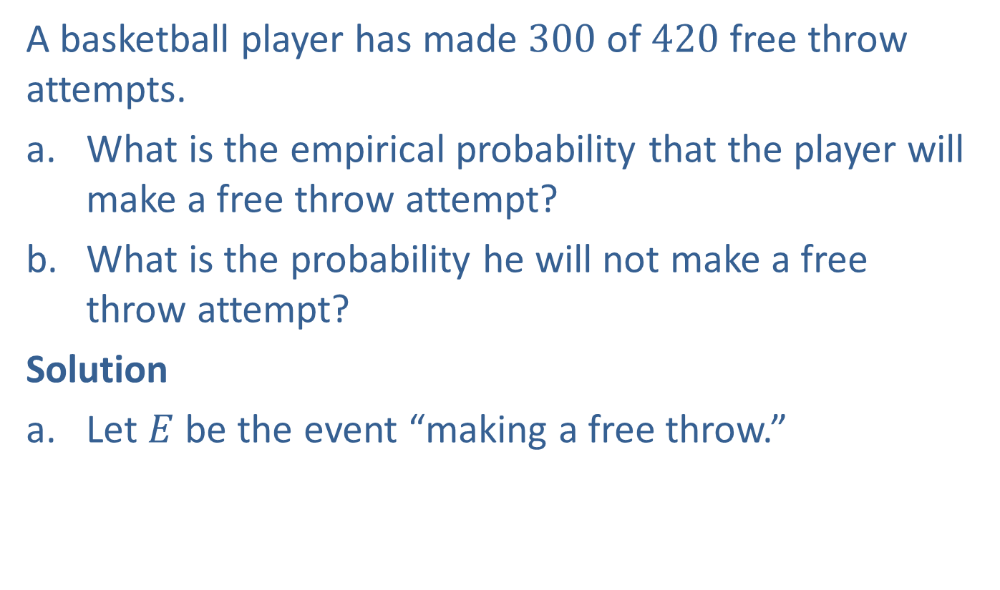 A basketball player has made 300 of 420 free throw
attempts.
a. What is the empirical probability that the player will
make a free throw attempt?
b. What is the probability he will not make a free
throw attempt?
Solution
a. Let E be the event “making a free throw.”